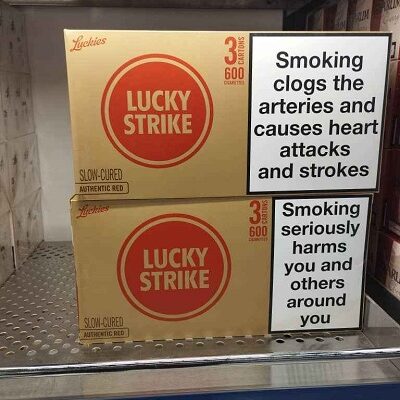 Luckies
LUCKY
STRIKE
SLOW-CURED
AUTHENTIC RED
3 CARTONS
600
CIGARETTES
Smoking
clogs the
arteries and
causes heart
attacks
and strokes
Luckies
LUCKY
STRIKE
SLOW-CURED
AUTHENTIC RED
3 CARTONS
600
CIGARETTES
Smoking
seriously
harms
you and
others
around
you